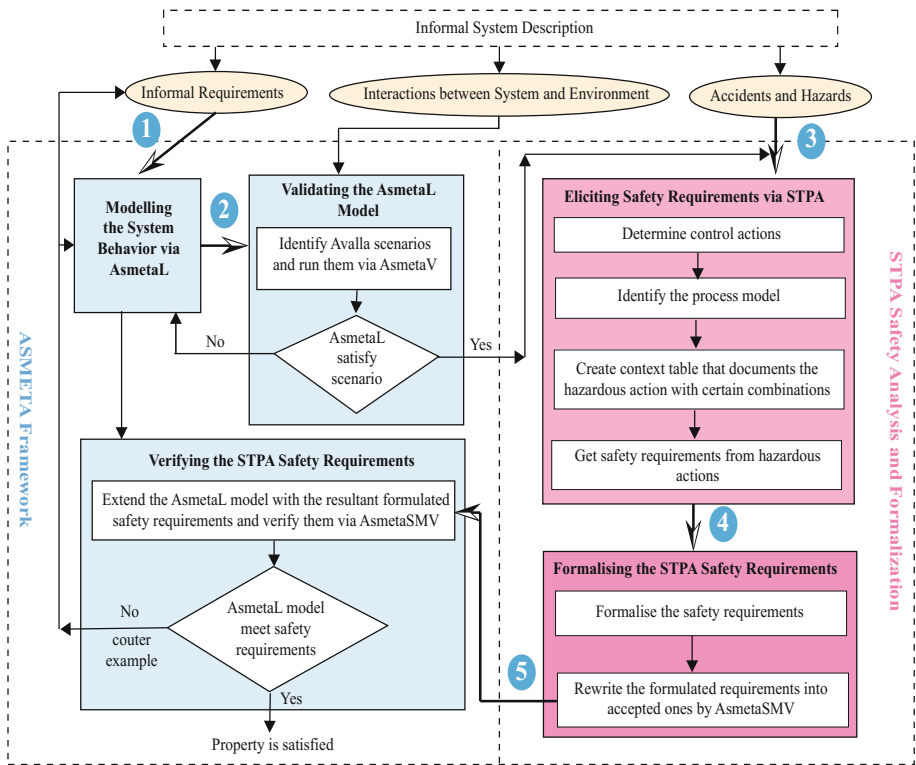 Informal System Description
Informal Requirements
Interactions between System and Environment
Accidents and Hazards
1
3
Modelling
the System
Behavior via
AsmetaL
2
Validating the AsmetaL
Model
Identify Avalla scenarios
and run them via AsmetaV
AsmetaL
satisfy
scenario
No
Yes
Eliciting Safety Requirements via STPA
Determine control actions
Identify the process model
Create context table that documents the
hazardous action with certain combinations
Get safety requirements from hazardous
actions
4
ASMETA Framework
STPA Safety Analysis and Formalization
Verifying the STPA Safety Requirements
Extend the AsmetaL model with the resultant formulated
safety requirements and verify them via AsmetaSMV
AsmetaL model
meet safety
requirements
No
couter
example
Yes
Property is satisfied
Formalising the STPA Safety Requirements
Formalise the safety requirements
Rewrite the formulated requirements into
accepted ones by AsmetaSMV
5